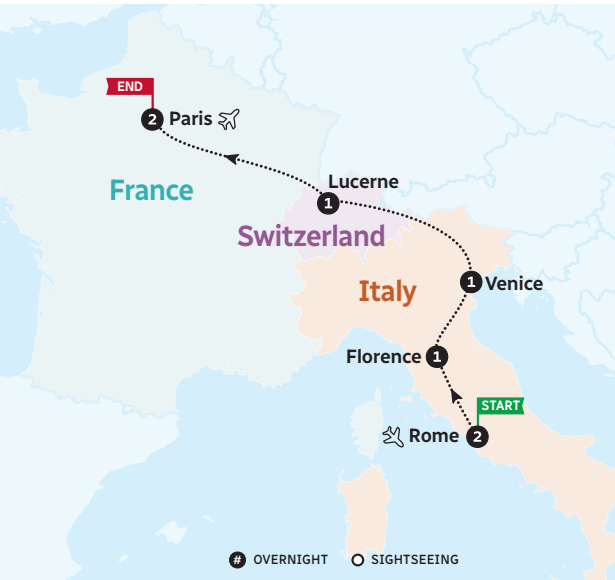 END
2 Paris
France
Lucerne
1
Switzerland
1 Venice
Italy
Florence 1
START
Rome 2
# OVERNIGHT SIGHTSEEING